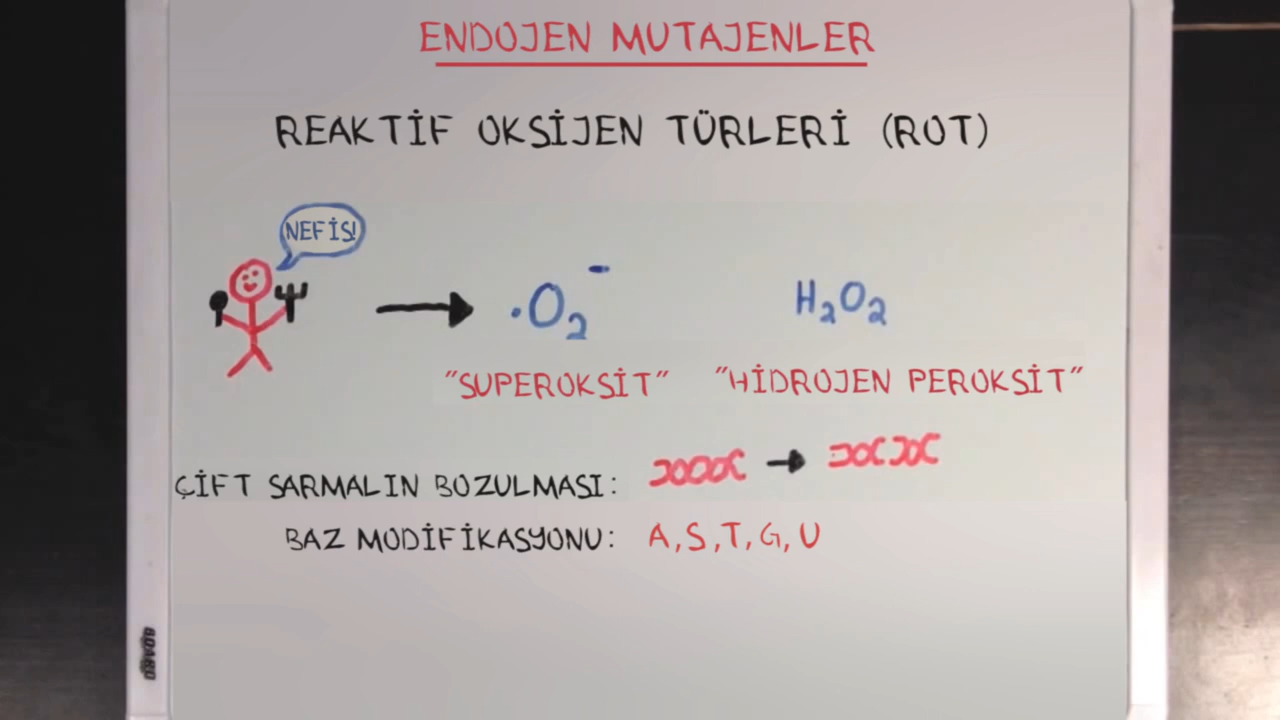 ENDOJEN MUTAJENLER
REAKTİF OKSİJEN TÜRLERİ (ROT)
NEFİS!
·O₂⁻
H₂O₂
"SUPEROKSİT"
"HİDROJEN PEROKSİT"
ÇİFT SARMALIN BOZULMASI:
BAZ MODİFİKASYONU: A, S, T, G, U